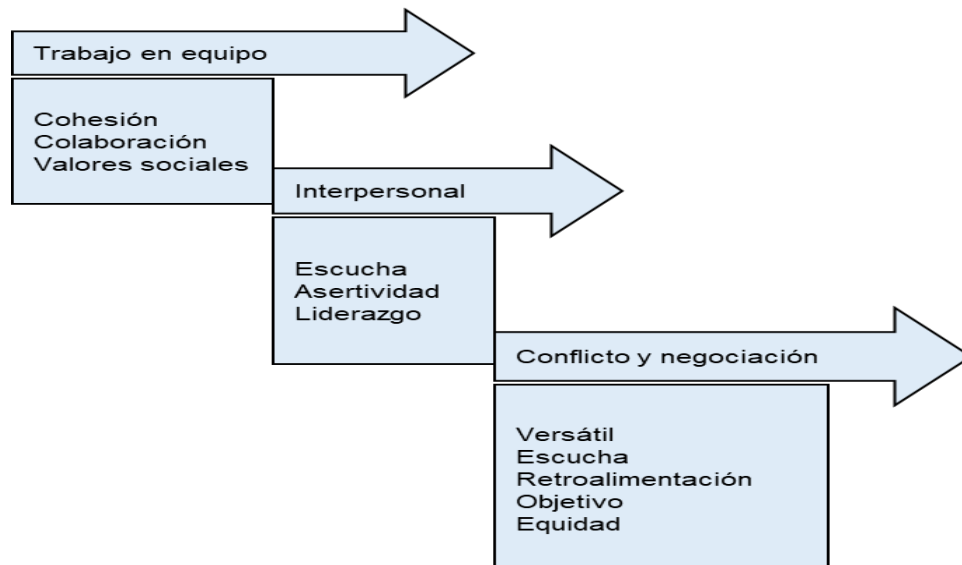 Trabajo en equipo
Cohesión
Colaboración
Valores sociales
Interpersonal
Escucha
Asertividad
Liderazgo
Conflicto y negociación
Versátil
Escucha
Retroalimentación
Objetivo
Equidad